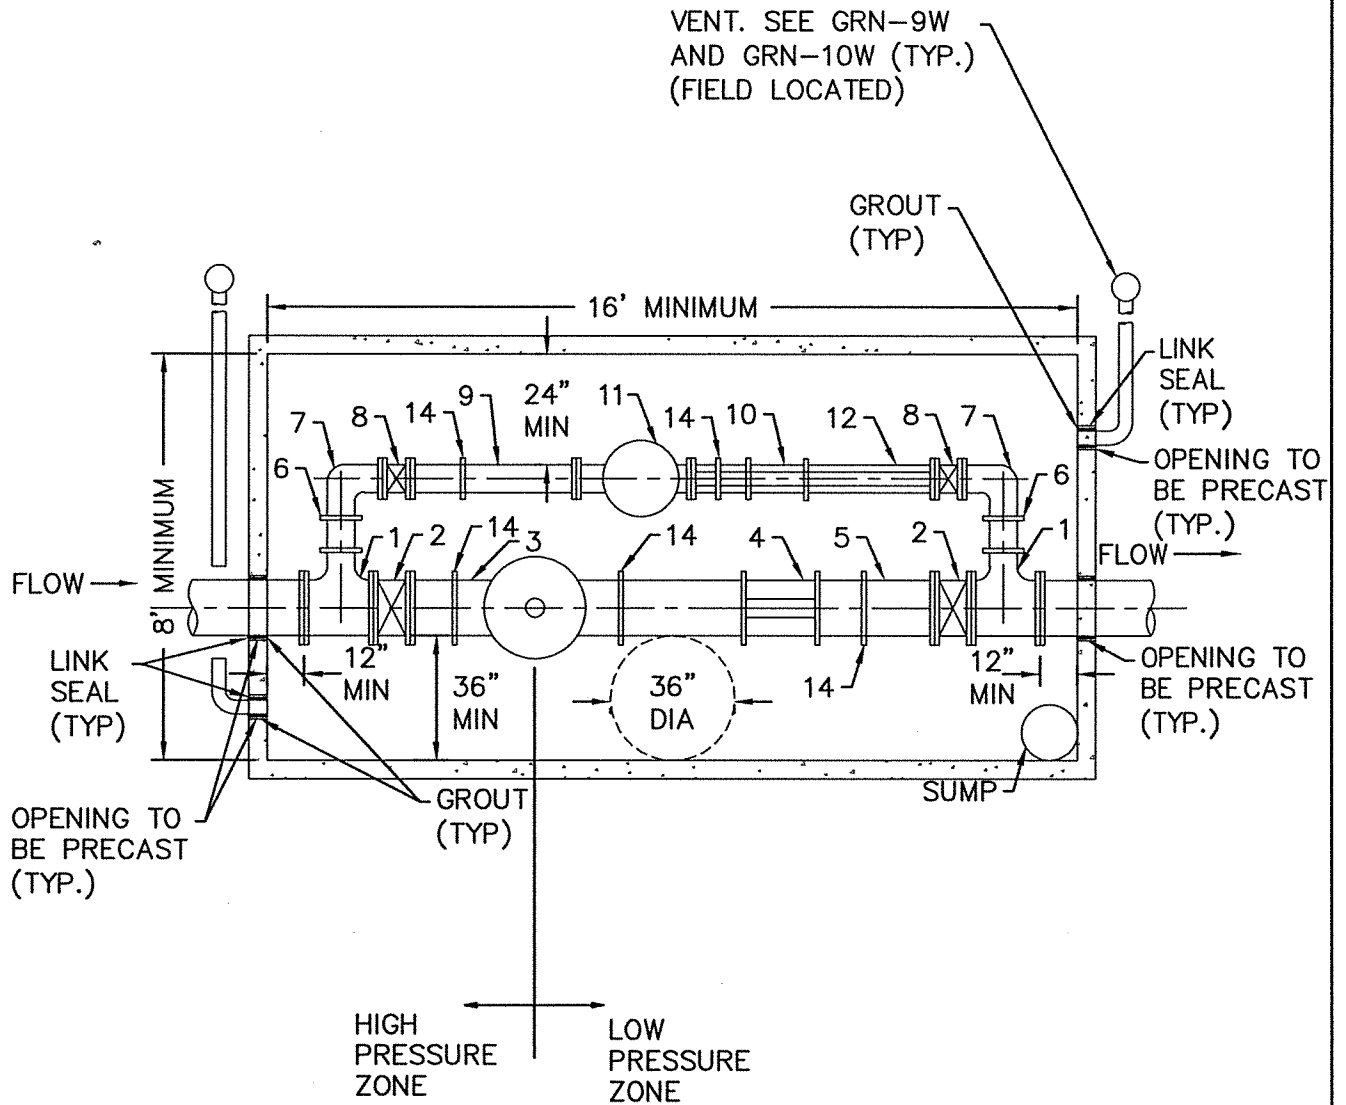 VENT. SEE GRN-9W
AND GRN-10W (TYP.)
(FIELD LOCATED)
GROUT
(TYP)
16' MINIMUM
LINK
SEAL
(TYP)
24"
MIN
7
8
14
9
11
14
10
12
8
7
6
6
OPENING TO
BE PRECAST
(TYP.)
8' MINIMUM
FLOW
1
2
14
3
14
4
5
2
1
FLOW
LINK
SEAL
(TYP)
12"
MIN
36"
MIN
36"
DIA
14
12"
MIN
OPENING TO
BE PRECAST
(TYP.)
SUMP
OPENING TO
BE PRECAST
(TYP.)
GROUT
(TYP)
HIGH
PRESSURE
ZONE
LOW
PRESSURE
ZONE